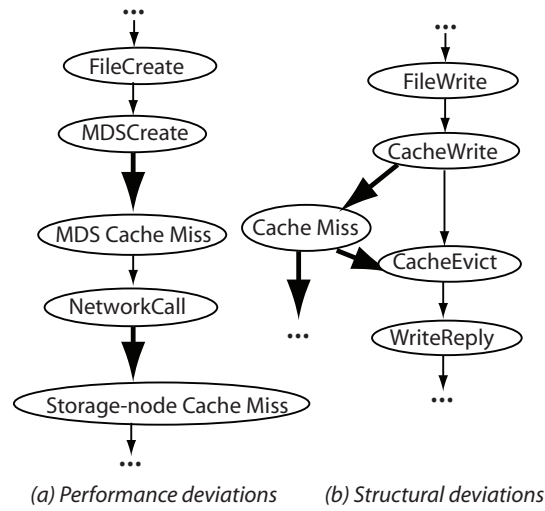 ...
FileCreate
MDSCreate
MDS Cache Miss
NetworkCall
Storage-node Cache Miss
...
(a) Performance deviations
...
FileWrite
CacheWrite
Cache Miss
CacheEvict
...
WriteReply
...
(b) Structural deviations